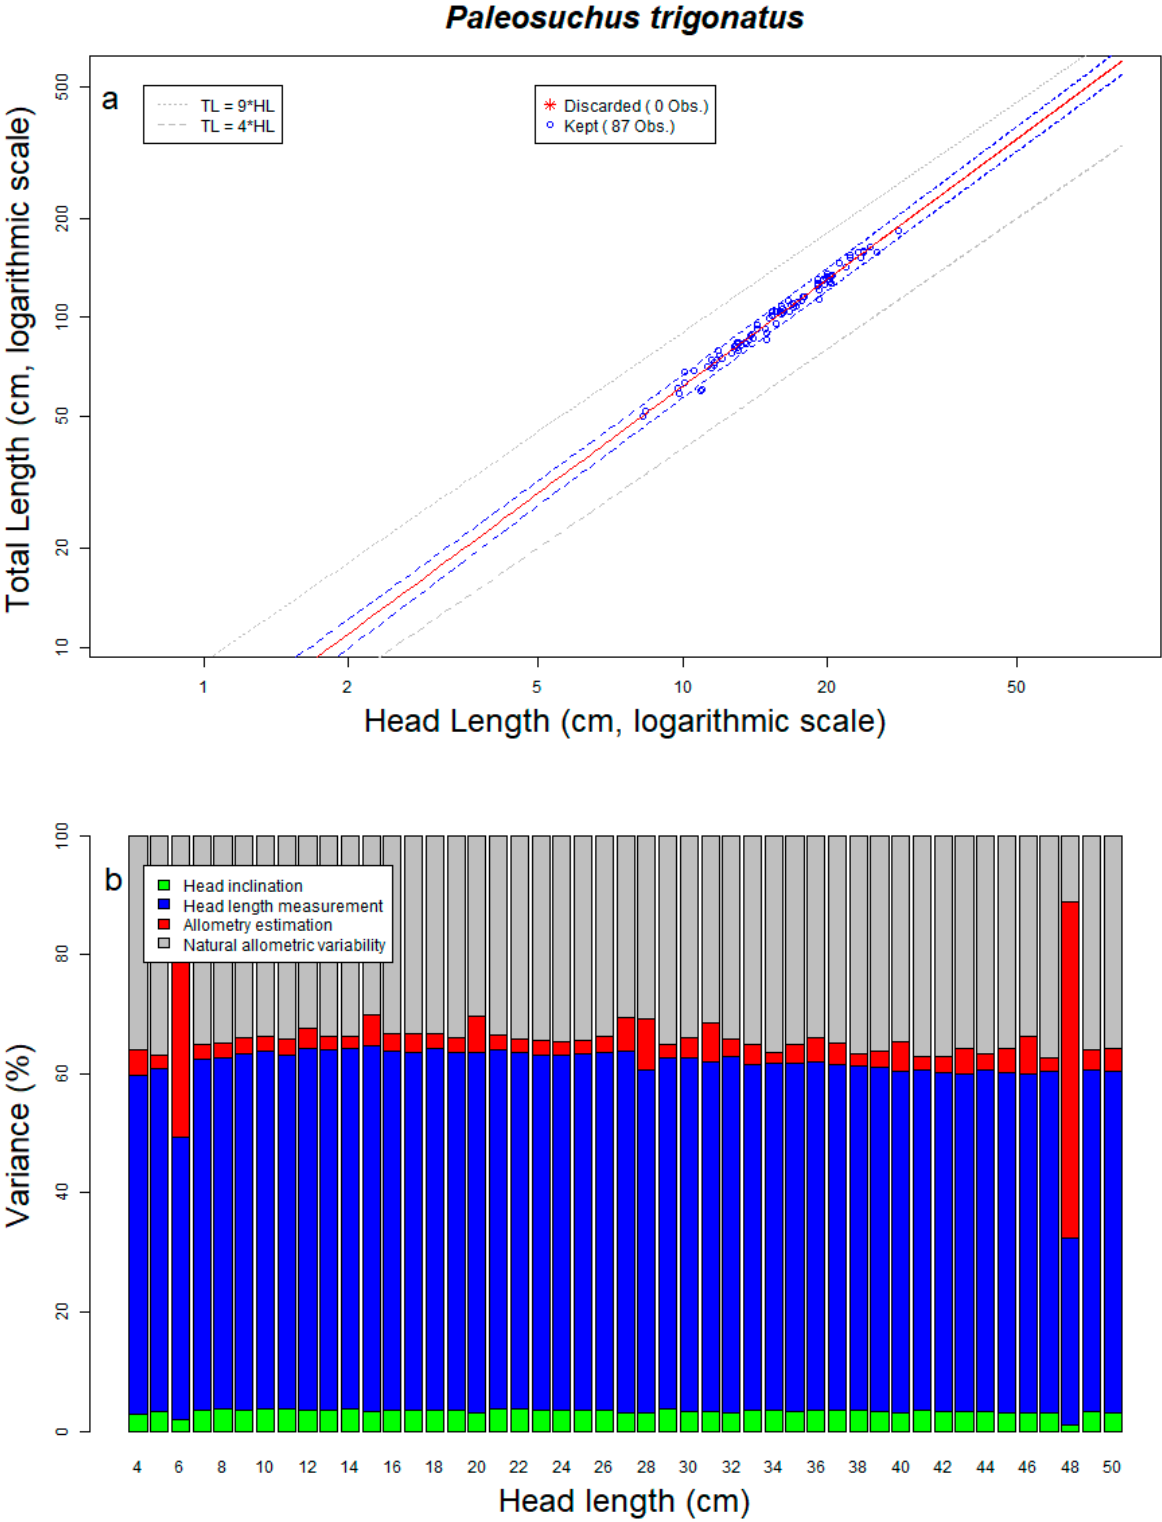 Paleosuchus trigonatus
a
TL = 9*HL
TL = 4*HL
Discarded ( 0 Obs.)
Kept ( 87 Obs.)
Total Length (cm, logarithmic scale)
500
200
100
50
20
10
1 2 5 10 20 50
Head Length (cm, logarithmic scale)
b
Head inclination
Head length measurement
Allometry estimation
Natural allometric variability
Variance (%)
100
80
60
40
20
0
4 6 8 10 12 14 16 18 20 22 24 26 28 30 32 34 36 38 40 42 44 46 48 50
Head length (cm)